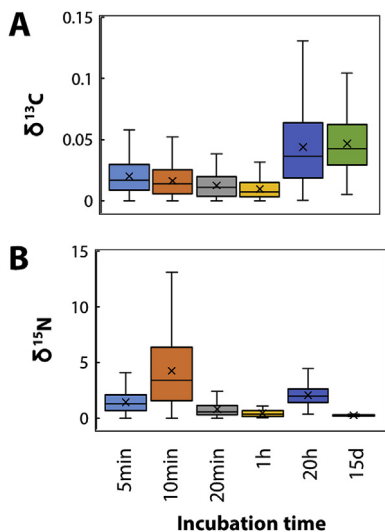 A
0.15
0.1
0.05
0
δ13C
B
15
10
5
0
δ15N
5min
10min
20min
1h
20h
15d
Incubation time